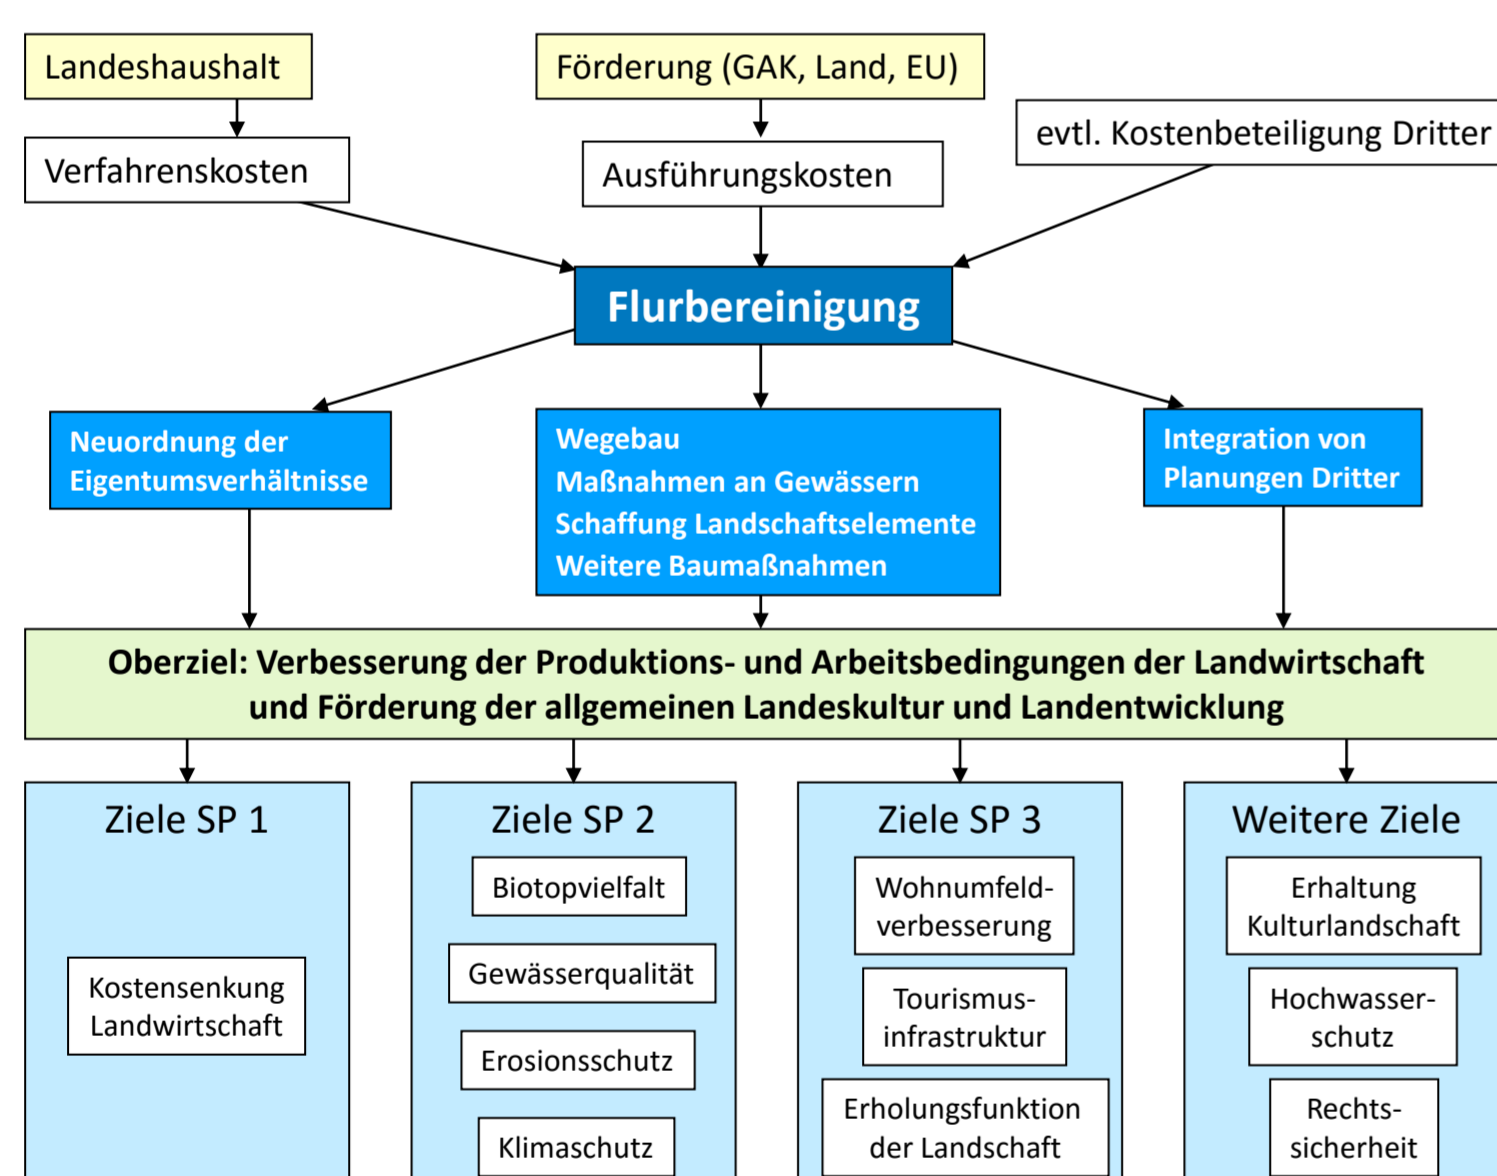 Landeshaushalt
Förderung (GAK, Land, EU)
evtl. Kostenbeteiligung Dritter
Verfahrenskosten
Ausführungskosten
Flurbereinigung
Neuordnung der
Eigentumsverhältnisse
Wegebau
Maßnahmen an Gewässern
Schaffung Landschaftselemente
Weitere Baumaßnahmen
Integration von
Planungen Dritter
Oberziel: Verbesserung der Produktions- und Arbeitsbedingungen der Landwirtschaft
und Förderung der allgemeinen Landeskultur und Landentwicklung
Ziele SP 1
Kostensenkung
Landwirtschaft
Ziele SP 2
Biotopvielfalt
Gewässerqualität
Erosionsschutz
Klimaschutz
Ziele SP 3
Wohnumfeld-
verbesserung
Tourismus-
infrastruktur
Erholungsfunktion
der Landschaft
Weitere Ziele
Erhaltung
Kulturlandschaft
Hochwasser-
schutz
Rechts-
sicherheit